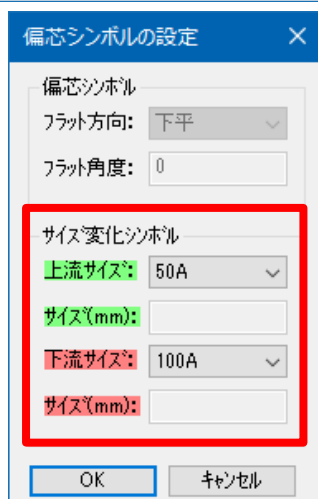 偏芯シンボルの設定
偏芯シンボル
フラット方向: 下平
フラット角度: 0
サイズ変化シンボル
上流サイズ: 50A
サイズ(mm):
下流サイズ: 100A
サイズ(mm):
OK キャンセル